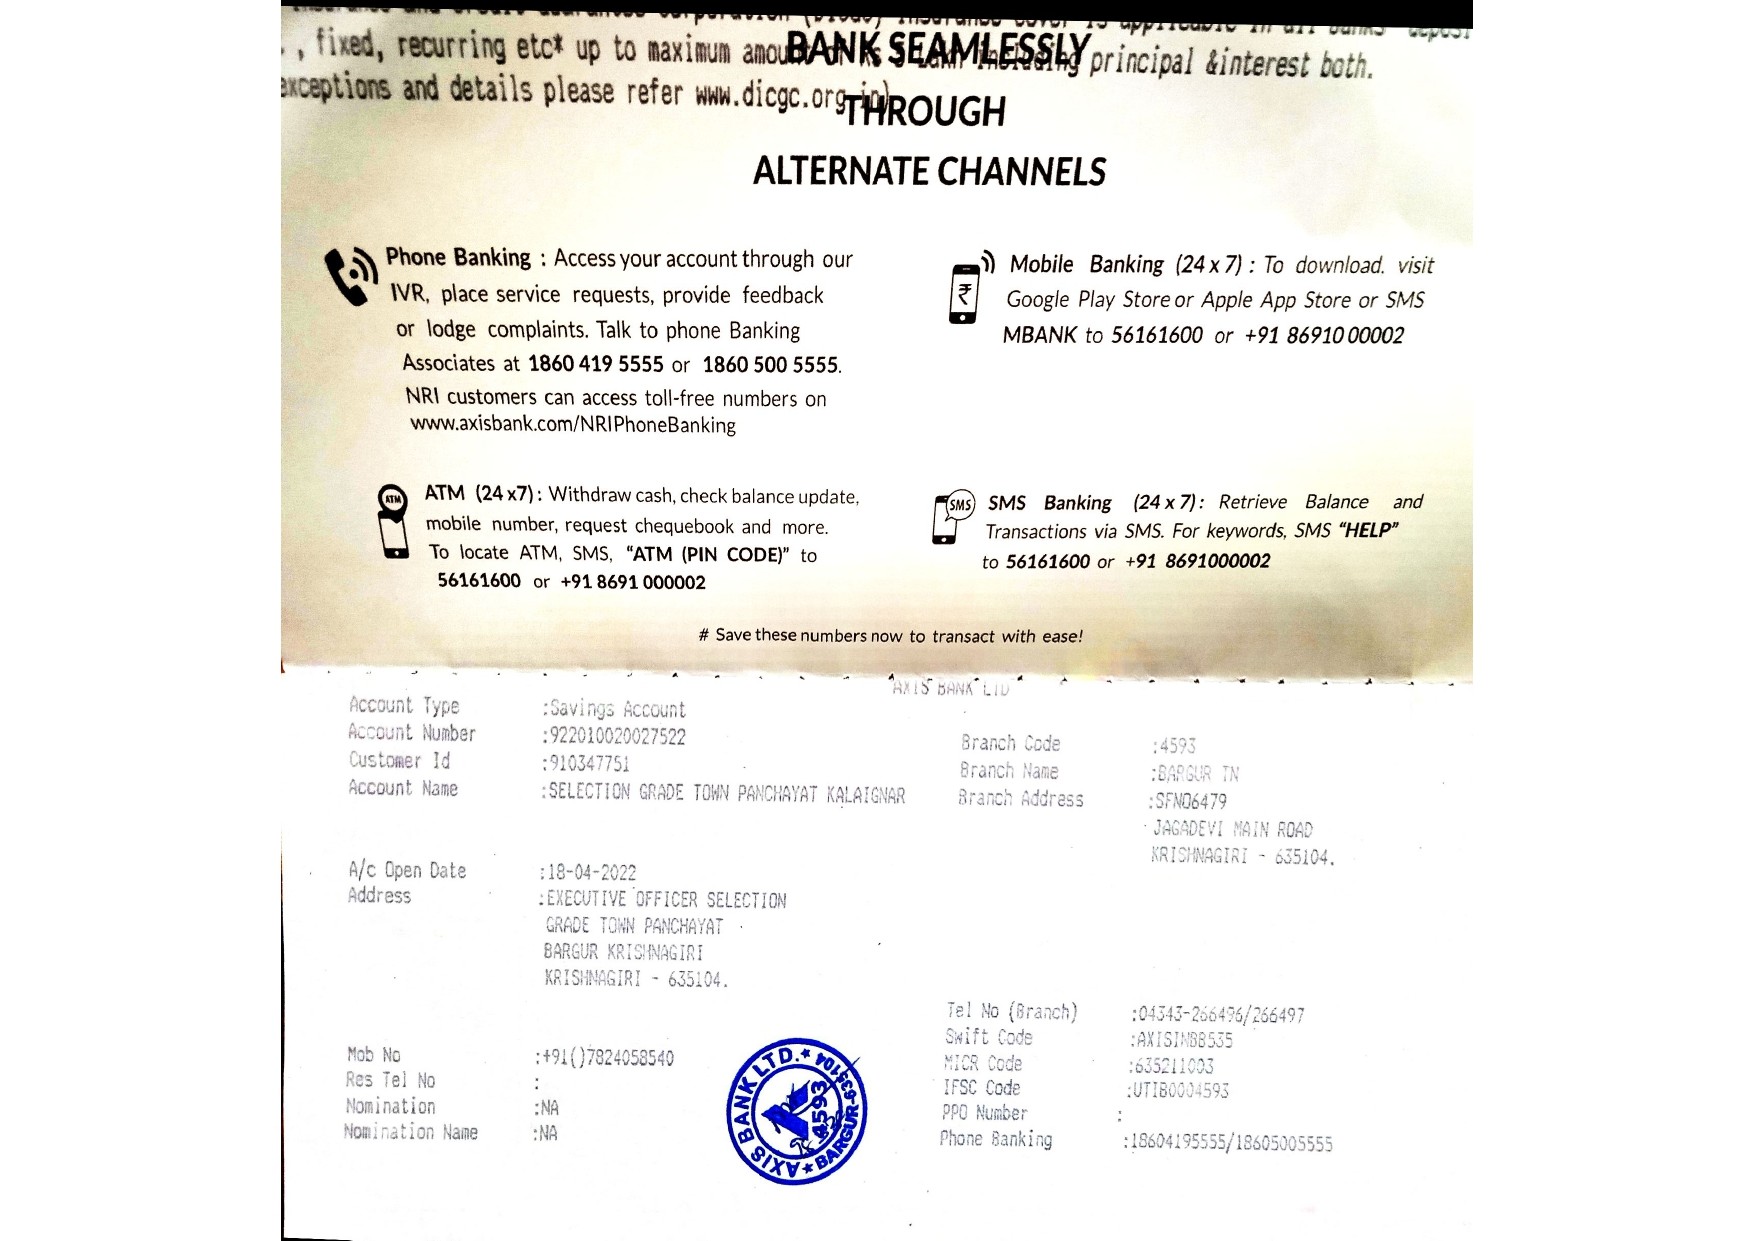 Insurance and credit Guarantee Corporation (DICGC) insurance cover is applicable in all Banks' deposi
, fixed, recurring etc* up to maximum amou Lakh including principal &interest both.
exceptions and details please refer www.dicgc.org.in)
BANK SEAMLESSLY
THROUGH
ALTERNATE CHANNELS
Phone Banking : Access your account through our
IVR, place service requests, provide feedback
or lodge complaints. Talk to phone Banking
Associates at 1860 419 5555 or 1860 500 5555.
NRI customers can access toll-free numbers on
www.axisbank.com/NRIPhoneBanking
Mobile Banking (24 x 7) : To download. visit
Google Play Store or Apple App Store or SMS
MBANK to 56161600 or +91 8691000002
ATM
ATM (24 x7) : Withdraw cash, check balance update,
mobile number, request chequebook and more.
To locate ATM, SMS, "ATM (PIN CODE)" to
56161600 or +91 8691 000002
SMS
SMS Banking (24 x 7): Retrieve Balance and
Transactions via SMS. For keywords, SMS "HELP"
to 56161600 or +91 8691000002
# Save these numbers now to transact with ease!
AXIS BANK LTD
Account Type :Savings Account
Account Number :922010020027522
Customer Id :910347751
Account Name :SELECTION GRADE TOWN PANCHAYAT KALAIGNAR
Branch Code :4593
Branch Name :BARGUR TN
Branch Address :SFNO6479
JAGADEVI MAIN ROAD
KRISHNAGIRI - 635104.
A/c Open Date :18-04-2022
Address :EXECUTIVE OFFICER SELECTION
GRADE TOWN PANCHAYAT
BARGUR KRISHNAGIRI
KRISHNAGIRI - 635104.
Mob No :+91()7824058540
Res Tel No :
Nomination :NA
Nomination Name :NA
AXIS BANK LTD. * BARGUR-635104 *
4593
Tel No (Branch) :04343-266496/266497
Swift Code :AXISINBB535
MICR Code :635211003
IFSC Code :UTIB0004593
PPO Number :
Phone Banking :18604195555/18605005555